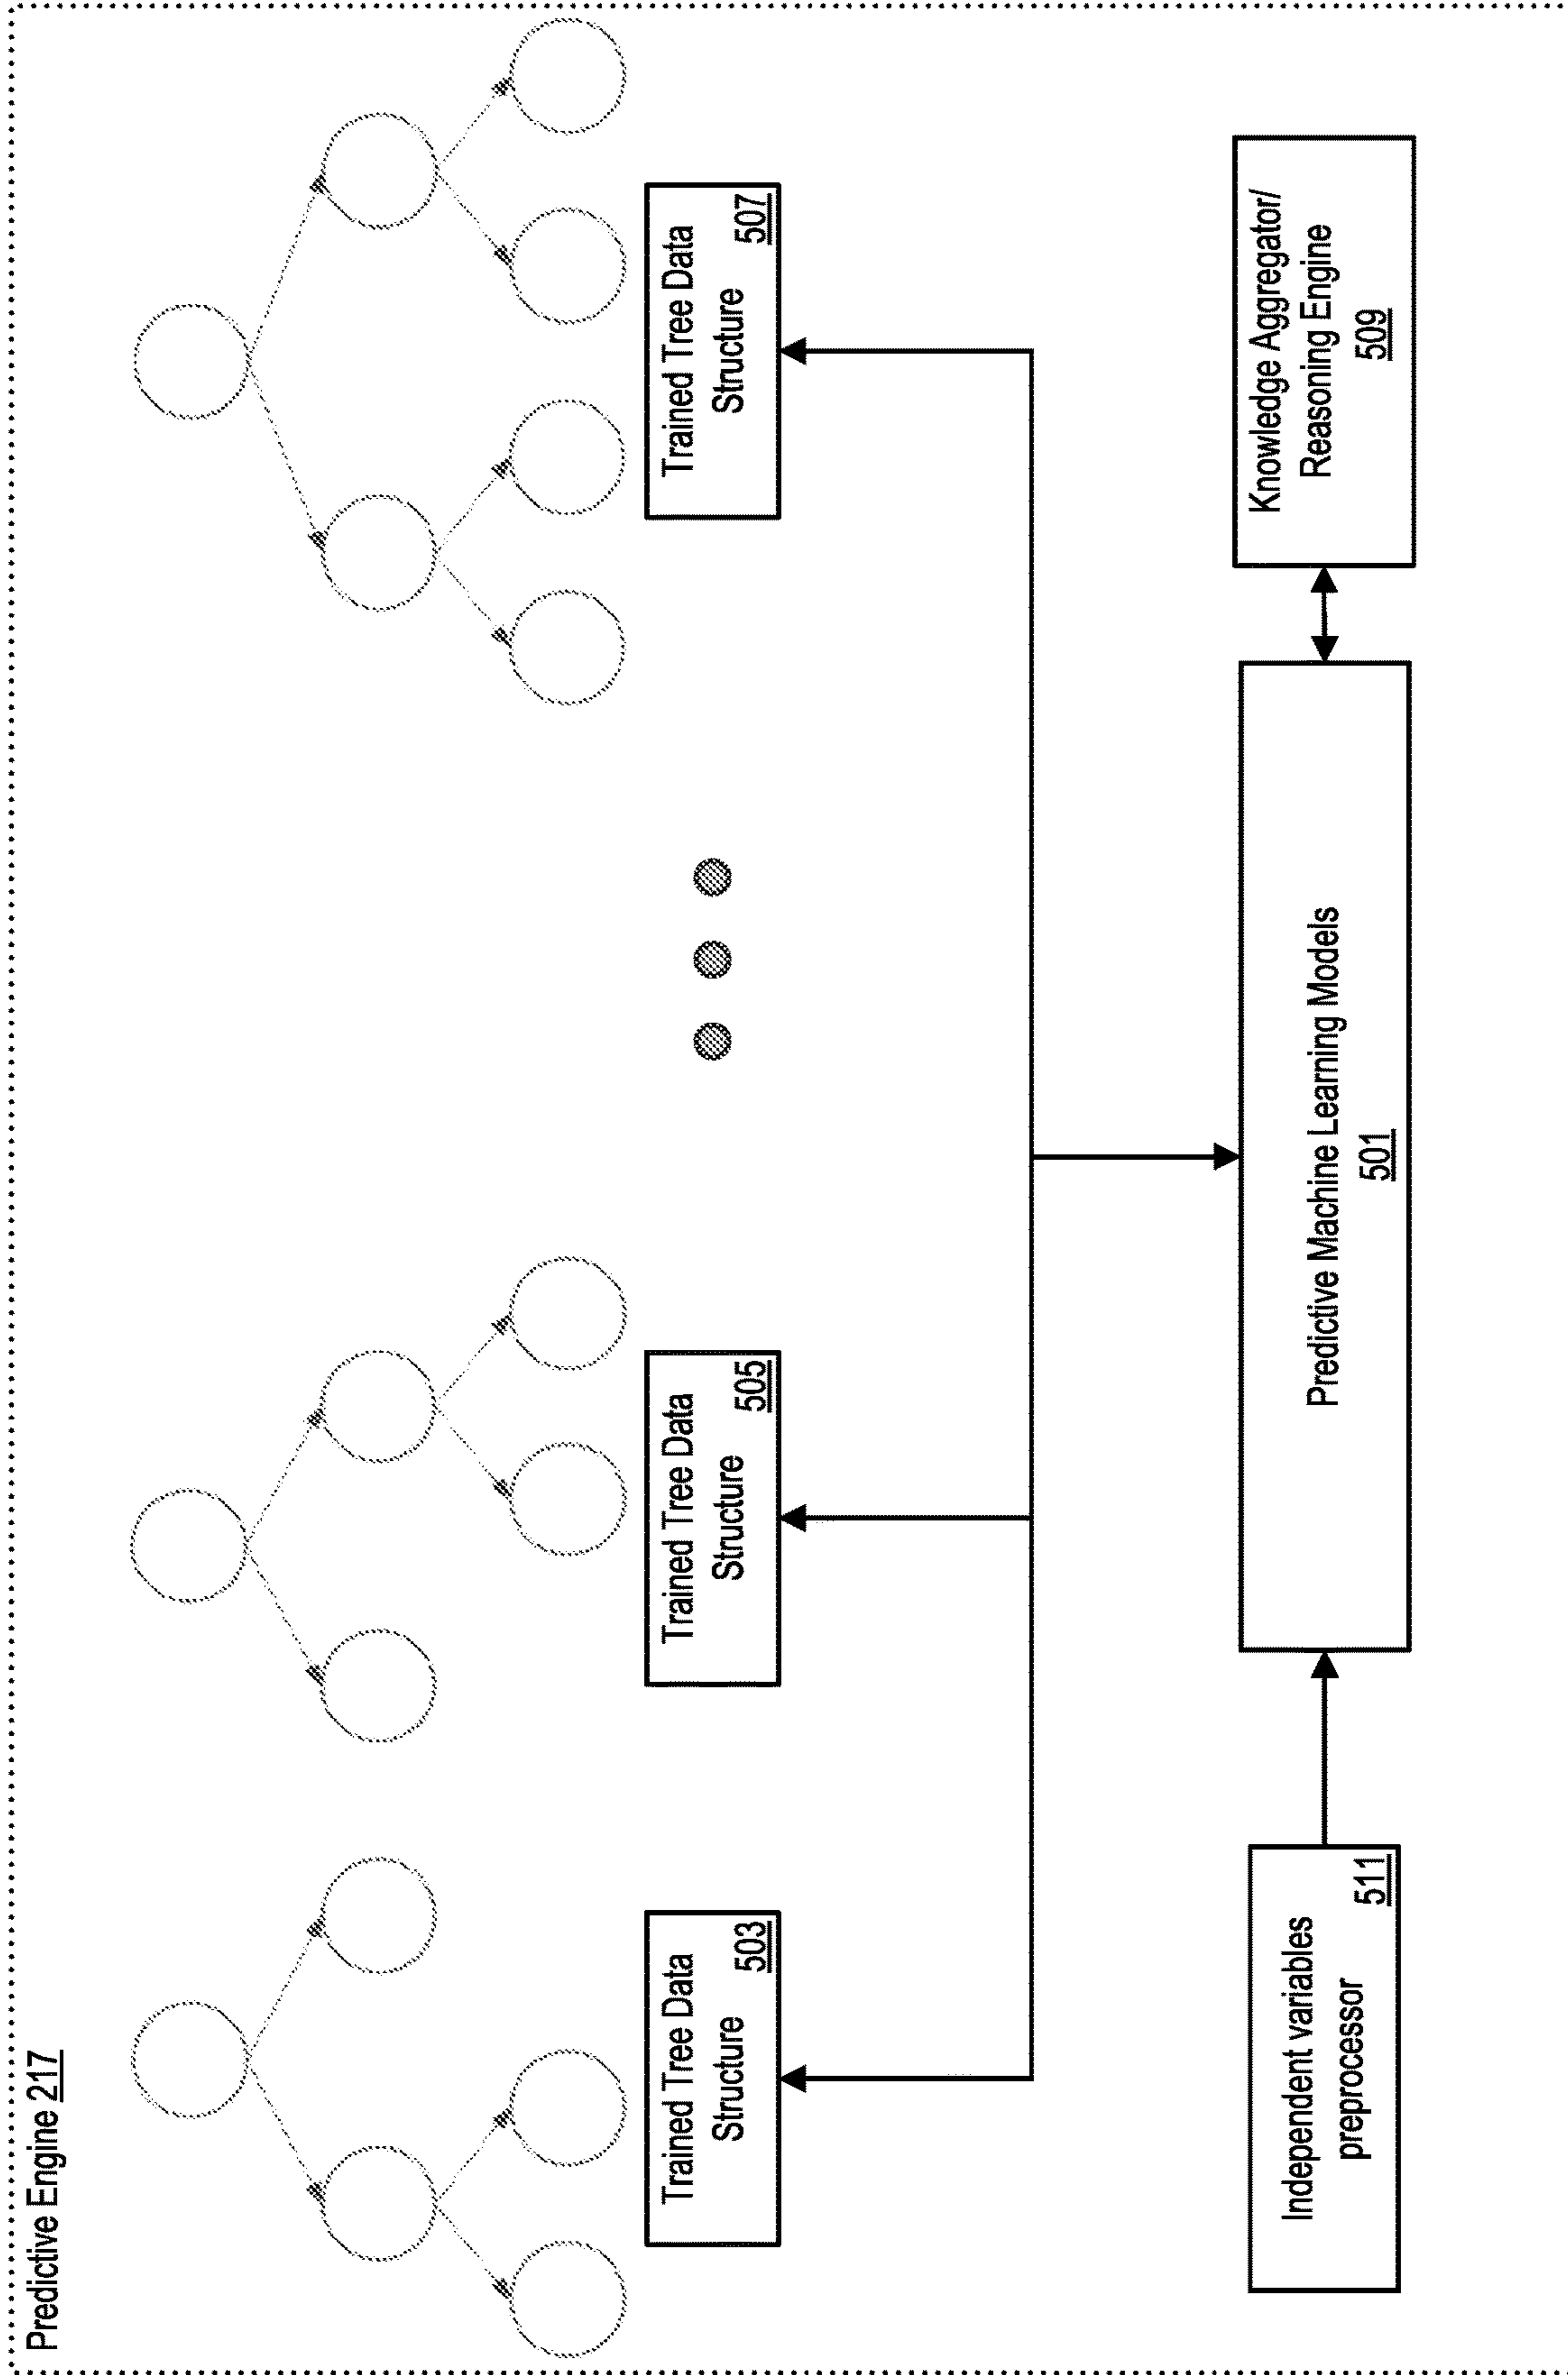 Predictive Engine 217
Trained Tree Data
Structure
503
Trained Tree Data
Structure
505
Trained Tree Data
Structure
507
Independent variables
preprocessor
511
Predictive Machine Learning Models
501
Knowledge Aggregator/
Reasoning Engine
509